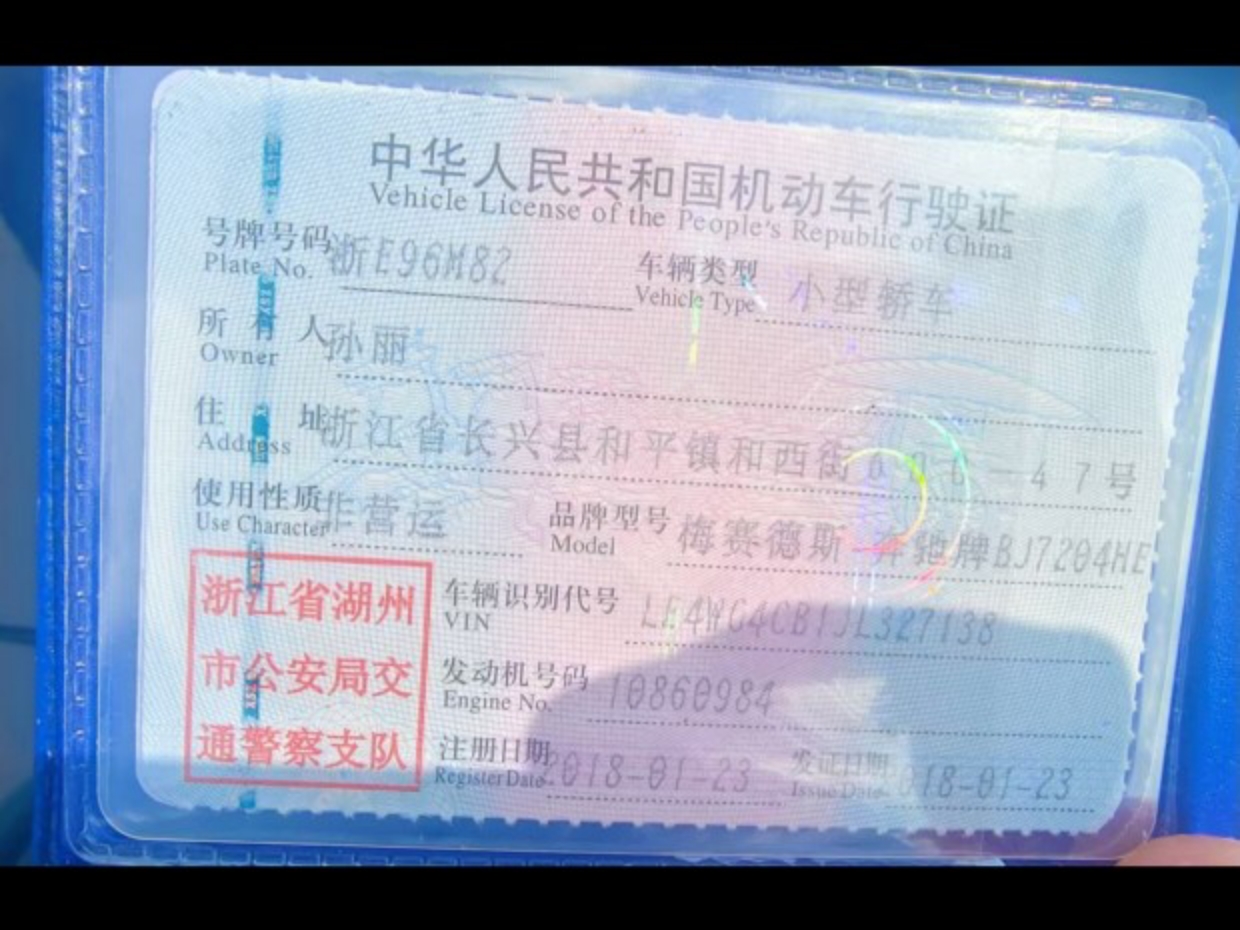 中华人民共和国机动车行驶证
Vehicle License of the People's Republic of China
号牌号码 浙E96M82 车辆类型 小型轿车
Plate No. Vehicle Type
所有人 孙丽
Owner
住址 浙江省长兴县和平镇和西街 47号
Address
使用性质 非营运 品牌型号 梅赛德斯-奔驰牌BJ7204HE
Use Character Model
浙江省湖州
市公安局交
通警察支队
车辆识别代号 LE4WG4CB1JL327138
VIN
发动机号码 10860984
Engine No.
注册日期 2018-01-23 发证日期 2018-01-23
Register Date Issue Date